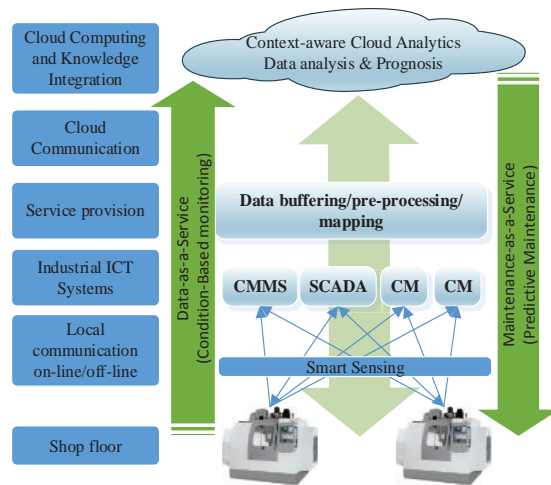 Cloud Computing
and Knowledge
Integration
Cloud
Communication
Service provision
Industrial ICT
Systems
Local
communication
on-line/off-line
Shop floor
Data-as-a-Service
(Condition-Based monitoring)
Context-aware Cloud Analytics
Data analysis & Prognosis
Data buffering/pre-processing/
mapping
CMMS
SCADA
CM
CM
Smart Sensing
Maintenance-as-a-Service
(Predictive Maintenance)